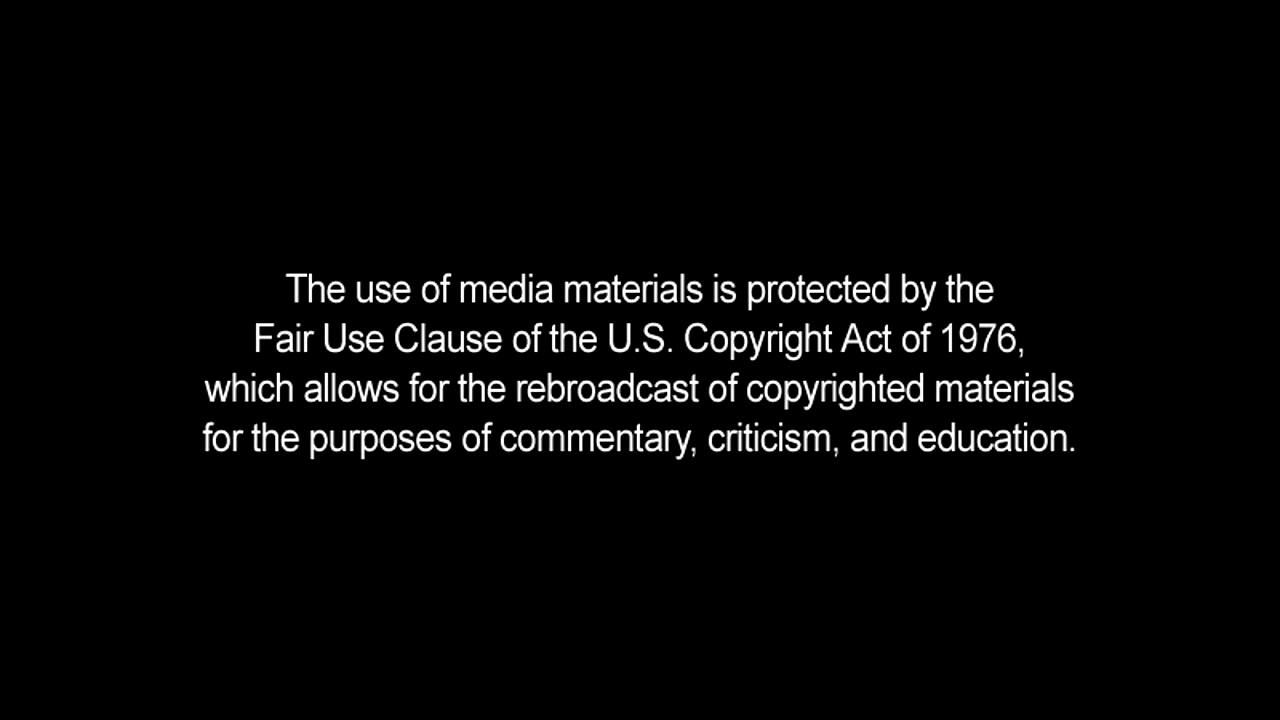 The use of media materials is protected by the
Fair Use Clause of the U.S. Copyright Act of 1976,
which allows for the rebroadcast of copyrighted materials
for the purposes of commentary, criticism, and education.